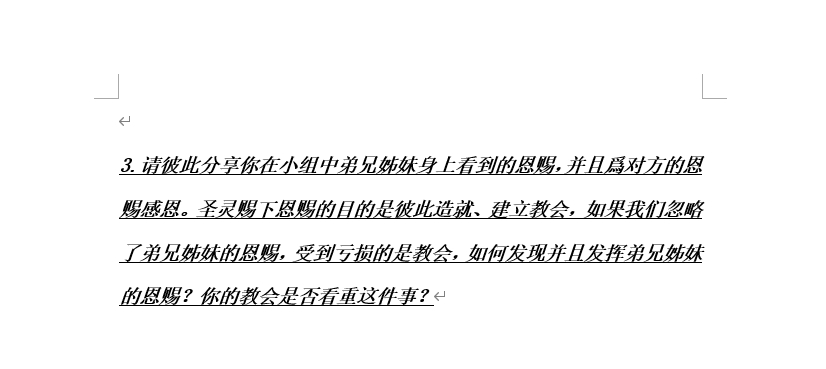 3. 请彼此分享你在小组中弟兄姊妹身上看到的恩赐，并且爲对方的恩
赐感恩。圣灵赐下恩赐的目的是彼此造就、建立教会，如果我们忽略
了弟兄姊妹的恩赐，受到亏损的是教会，如何发现并且发挥弟兄姊妹
的恩赐？你的教会是否看重这件事？